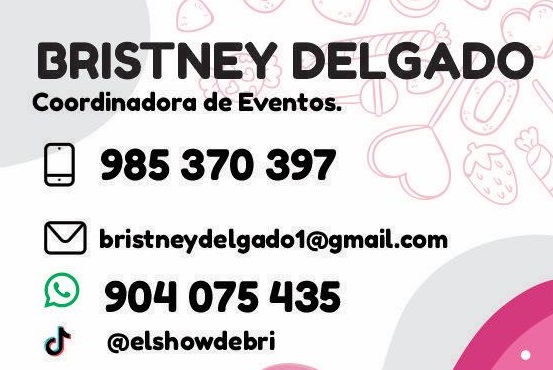 BRISTNEY DELGADO
Coordinadora de Eventos.
985 370 397
bristneydelgado1@gmail.com
904 075 435
@elshowdebri